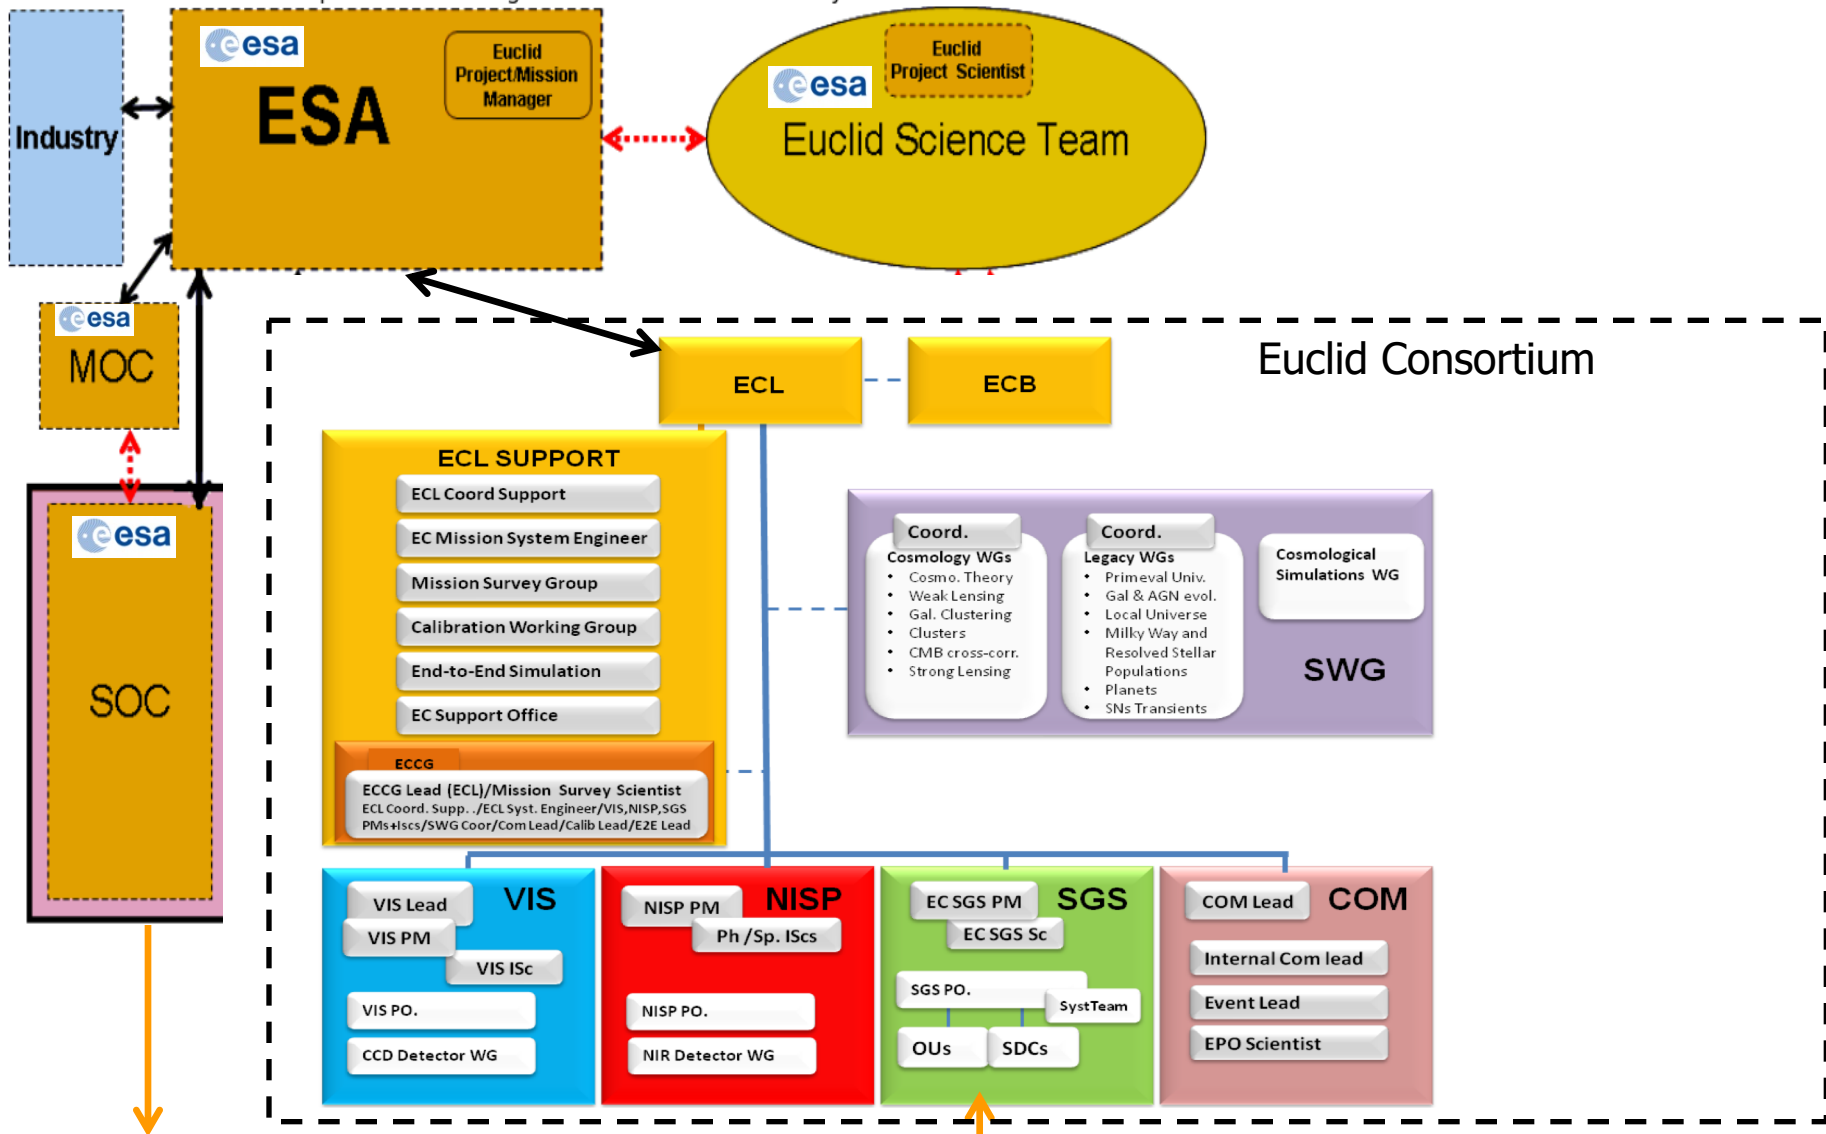 esa
Euclid
Project/Mission
Manager
ESA
Industry
Euclid
Project Scientist
esa
Euclid Science Team
esa
MOC
esa
SOC
Euclid Consortium
ECL
ECB
ECL SUPPORT
ECL Coord Support
EC Mission System Engineer
Mission Survey Group
Calibration Working Group
End-to-End Simulation
EC Support Office
ECCG
ECCG Lead (ECL)/Mission Survey Scientist
ECL Coord. Supp. ./ECL Syst. Engineer/VIS,NISP,SGS
PMs+Iscs/SWG Coor/Com Lead/Calib Lead/E2E Lead
Coord.
Cosmology WGs
• Cosmo. Theory
• Weak Lensing
• Gal. Clustering
• Clusters
• CMB cross-corr.
• Strong Lensing
Coord.
Legacy WGs
• Primeval Univ.
• Gal & AGN evol.
• Local Universe
• Milky Way and
Resolved Stellar
Populations
• Planets
• SNs Transients
Cosmological
Simulations WG
SWG
VIS Lead
VIS
VIS PM
VIS ISc
VIS PO.
CCD Detector WG
NISP PM
NISP
Ph /Sp. IScs
NISP PO.
NIR Detector WG
EC SGS PM
SGS
EC SGS Sc
SGS PO.
SystTeam
OUs
SDCs
COM Lead
COM
Internal Com lead
Event Lead
EPO Scientist